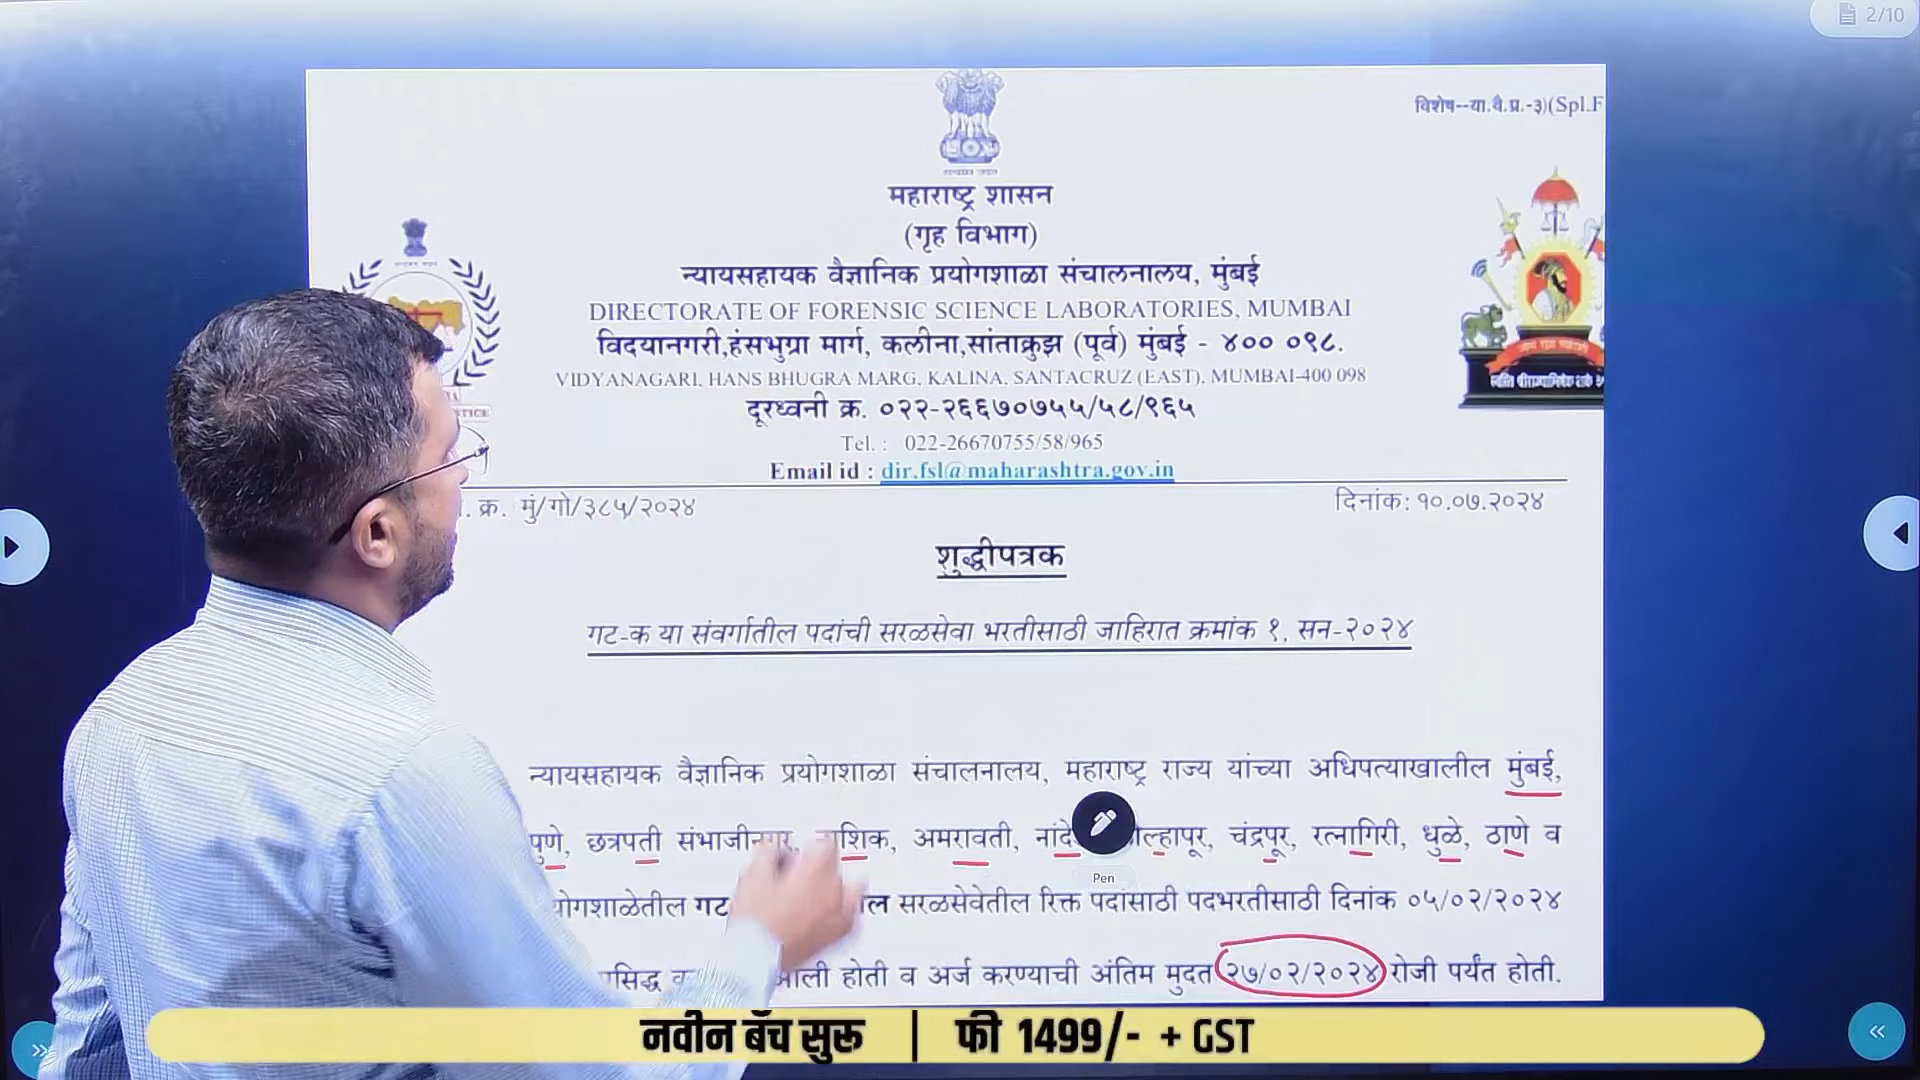 2/10
विशेष--या.वै.प्र.-३)(Spl.F
महाराष्ट्र शासन
(गृह विभाग)
न्यायसहायक वैज्ञानिक प्रयोगशाळा संचालनालय, मुंबई
DIRECTORATE OF FORENSIC SCIENCE LABORATORIES, MUMBAI
विदयानगरी,हंसभुग्रा मार्ग, कलीना,सांताक्रुझ (पूर्व) मुंबई - ४०० ०९८.
VIDYANAGARI, HANS BHUGRA MARG, KALINA, SANTACRUZ (EAST), MUMBAI-400 098
दूरध्वनी क्र. ०२२-२६६७०७५५/५८/९६५
Tel. : 022-26670755/58/965
Email id : dir.fsl@maharashtra.gov.in
क्र. मुं/गो/३८५/२०२४ दिनांक: १०.०७.२०२४
शुद्धीपत्रक
गट-क या संवर्गातील पदांची सरळसेवा भरतीसाठी जाहिरात क्रमांक १, सन-२०२४
न्यायसहायक वैज्ञानिक प्रयोगशाळा संचालनालय, महाराष्ट्र राज्य यांच्या अधिपत्याखालील मुंबई,
पुणे, छत्रपती संभाजीनगर, अमरावती, चंद्रपूर, रत्नागिरी, धुळे, ठाणे व
गट सरळसेवेतील रिक्त पदांसाठी पदभरतीसाठी दिनांक ०५/०२/२०२४
होती व अर्ज करण्याची अंतिम मुदत २७/०२/२०२४ रोजी पर्यंत होती.
Pen
नवीन बॅच सुरू | फी 1499/- + GST